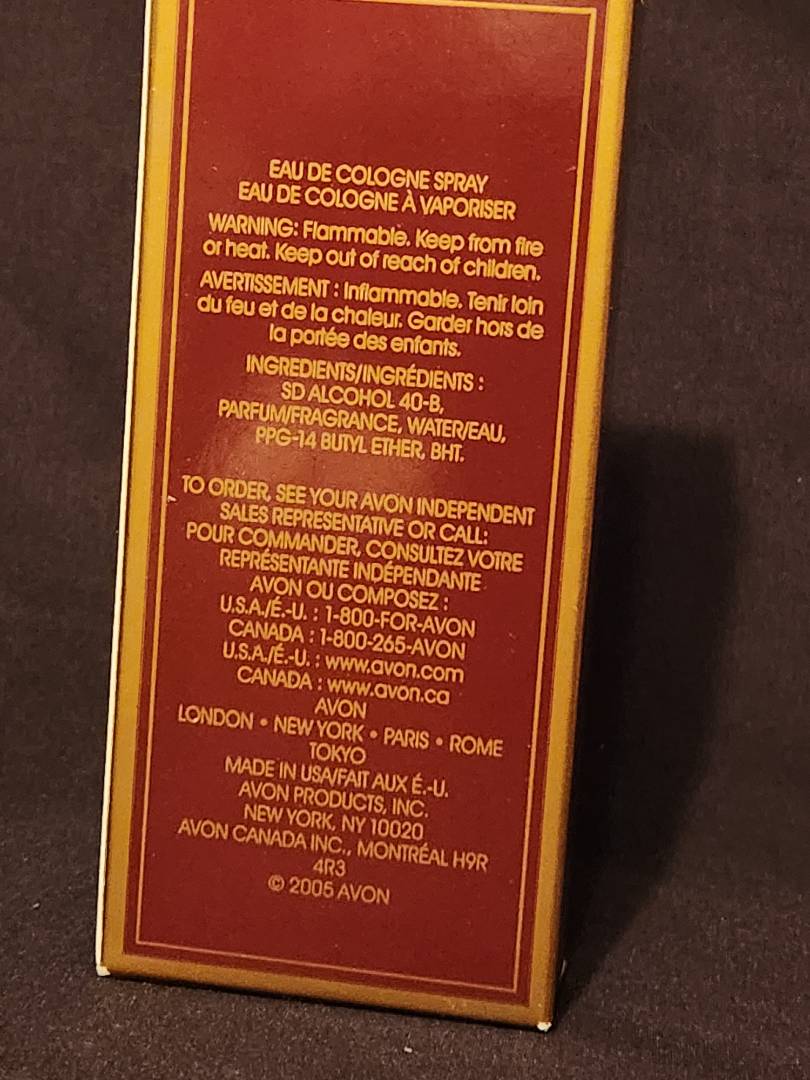 EAU DE COLOGNE SPRAY
EAU DE COLOGNE À VAPORISER
WARNING: Flammable. Keep from fire
or heat. Keep out of reach of children.
AVERTISSEMENT : Inflammable. Tenir loin
du feu et de la chaleur. Garder hors de
la portée des enfants.
INGREDIENTS/INGRÉDIENTS :
SD ALCOHOL 40-B,
PARFUM/FRAGRANCE, WATER/EAU,
PPG-14 BUTYL ETHER, BHT.
TO ORDER, SEE YOUR AVON INDEPENDENT
SALES REPRESENTATIVE OR CALL:
POUR COMMANDER, CONSULTEZ VOTRE
REPRÉSENTANTE INDÉPENDANTE
AVON OU COMPOSEZ :
U.S.A./É.-U. : 1-800-FOR-AVON
CANADA : 1-800-265-AVON
U.S.A./É.-U. : www.avon.com
CANADA : www.avon.ca
AVON
LONDON • NEW YORK • PARIS • ROME
TOKYO
MADE IN USA/FAIT AUX É.-U.
AVON PRODUCTS, INC.
NEW YORK, NY 10020
AVON CANADA INC., MONTRÉAL H9R
4R3
© 2005 AVON